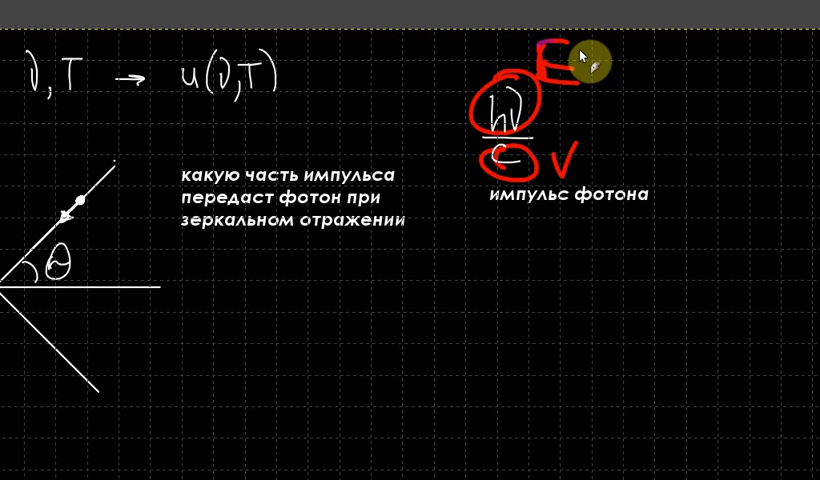 ν, T → u(ν,T)
E
hν
c
V
какую часть импульса
передаст фотон при
зеркальном отражении
импульс фотона
θ